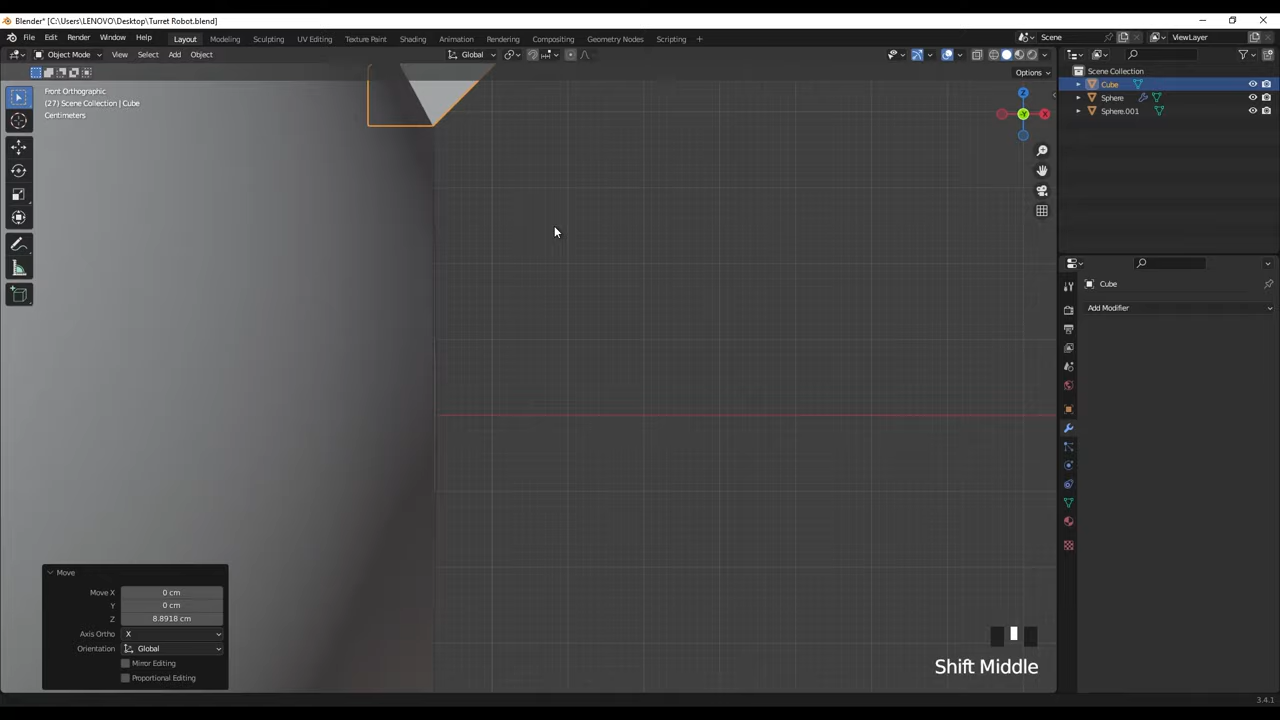 Blender* [C:\Users\LENOVO\Desktop\Turret Robot.blend]
File Edit Render Window Help Layout Modeling Sculpting UV Editing Texture Paint Shading Animation Rendering Compositing Geometry Nodes Scripting Scene ViewLayer
Object Mode View Select Add Object Global
Options
Front Orthographic
(27) Scene Collection | Cube
Centimeters
Z
Y
X
Scene Collection
Cube
Sphere
Sphere.001
Cube
Add Modifier
Move
Move X 0 cm
Y 0 cm
Z 8.8918 cm
Axis Ortho X
Orientation Global
Mirror Editing
Proportional Editing
Shift Middle
3.4.1